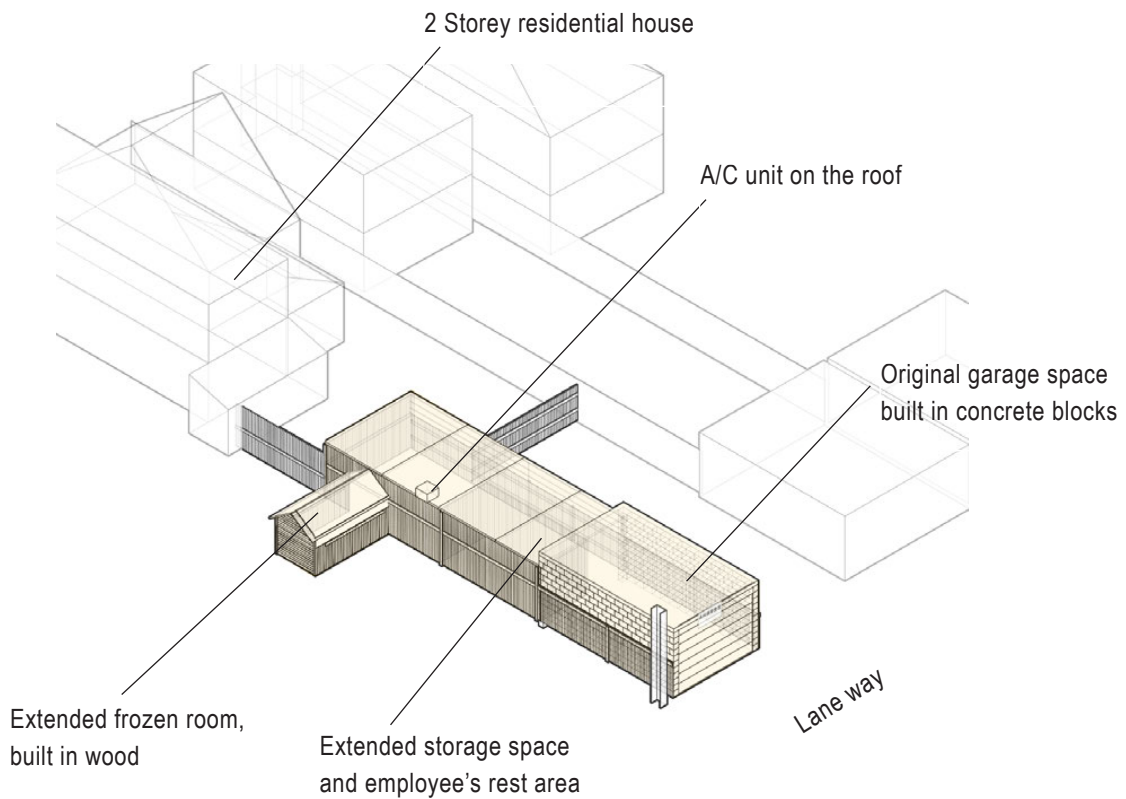 2 Storey residential house
A/C unit on the roof
Original garage space
built in concrete blocks
Lane way
Extended frozen room,
built in wood
Extended storage space
and employee’s rest area